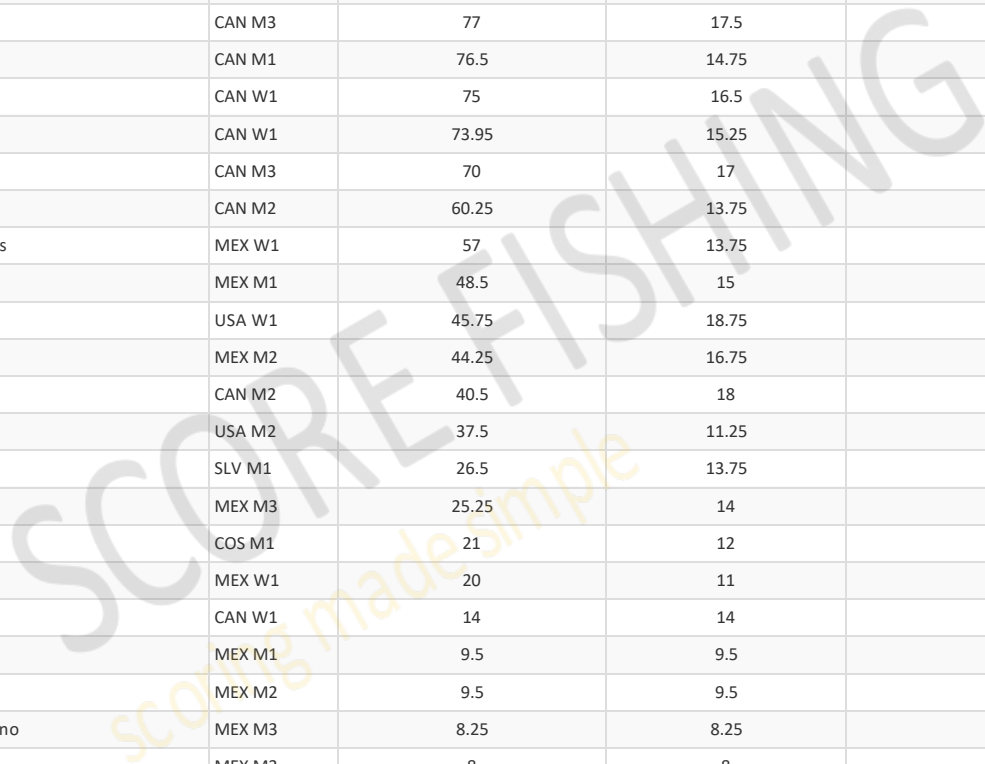 CAN M3 77 17.5
CAN M1 76.5 14.75
CAN W1 75 16.5
CAN W1 73.95 15.25
CAN M3 70 17
CAN M2 60.25 13.75
s MEX W1 57 13.75
MEX M1 48.5 15
USA W1 45.75 18.75
MEX M2 44.25 16.75
CAN M2 40.5 18
USA M2 37.5 11.25
SLV M1 26.5 13.75
MEX M3 25.25 14
COS M1 21 12
MEX W1 20 11
CAN W1 14 14
MEX M1 9.5 9.5
MEX M2 9.5 9.5
no MEX M3 8.25 8.25
SCORE FISHING
scoring made simple